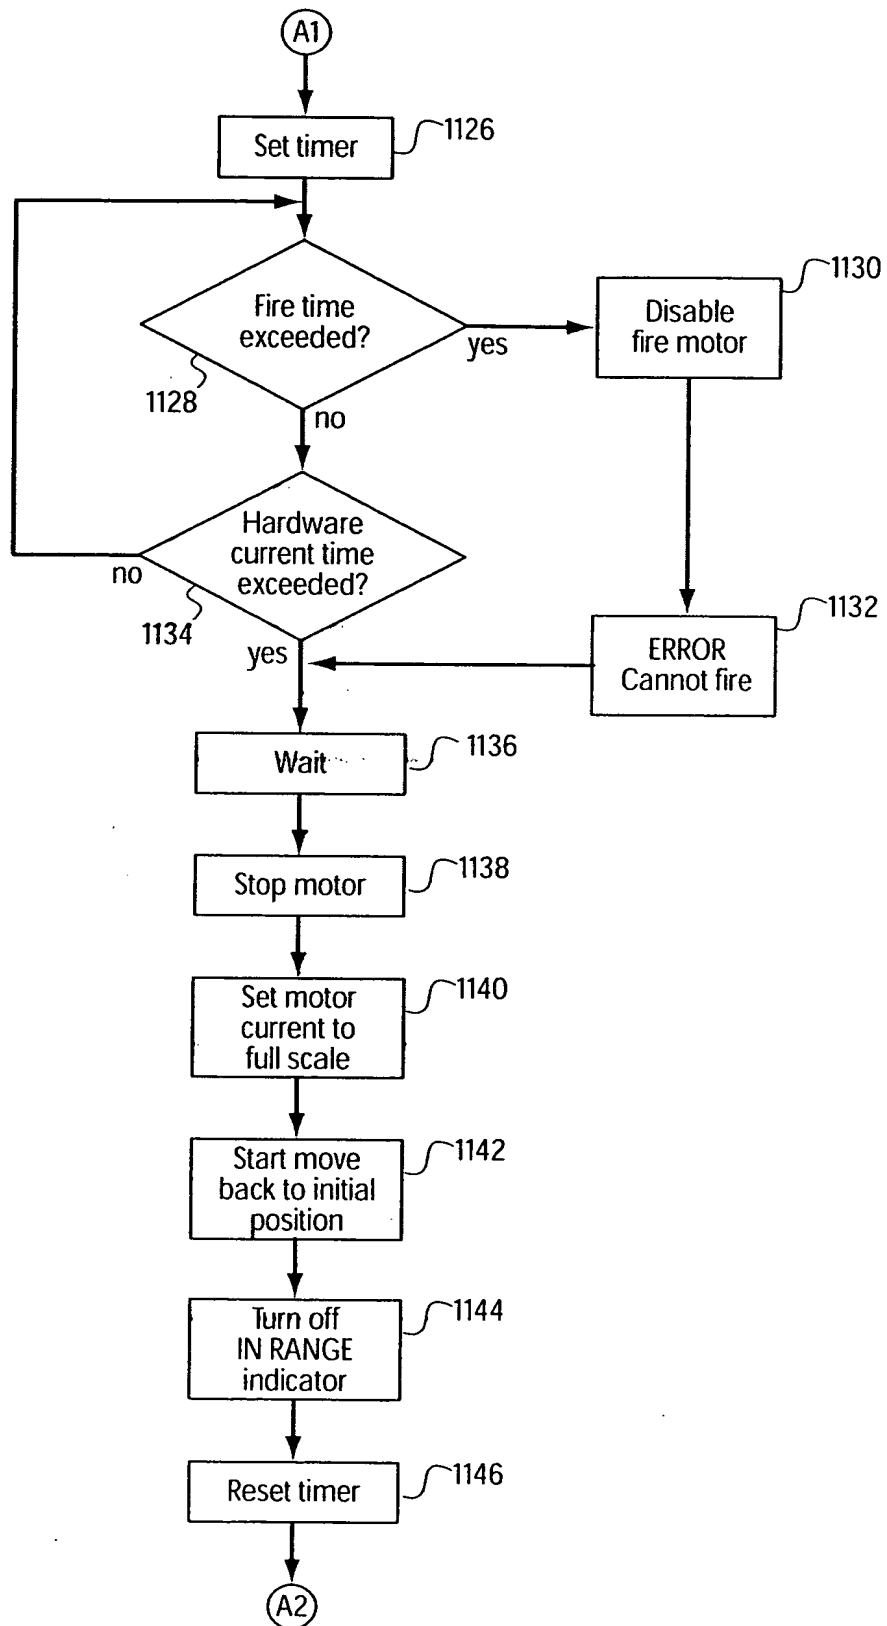 A1
Set timer
1126
Fire time
exceeded?
1128
yes
no
Disable
fire motor
1130
Hardware
current time
exceeded?
1134
no
yes
ERROR
Cannot fire
1132
Wait
1136
Stop motor
1138
Set motor
current to
full scale
1140
Start move
back to initial
position
1142
Turn off
IN RANGE
indicator
1144
Reset timer
1146
A2